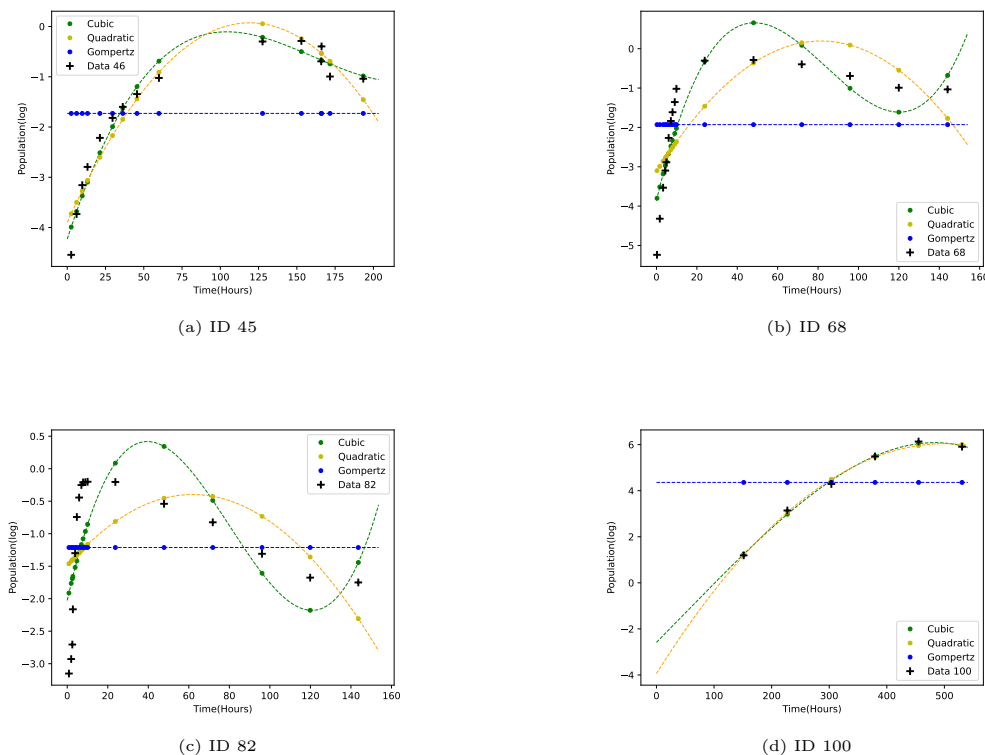 Cubic
Quadratic
Gompertz
Data 46
Population(log)
0
−1
−2
−3
−4
0 25 50 75 100 125 150 175 200
Time(Hours)
(a) ID 45
Cubic
Quadratic
Gompertz
Data 68
Population(log)
0
−1
−2
−3
−4
−5
0 20 40 60 80 100 120 140 160
Time(Hours)
(b) ID 68
Cubic
Quadratic
Gompertz
Data 82
Population(log)
0.5
0.0
−0.5
−1.0
−1.5
−2.0
−2.5
−3.0
0 20 40 60 80 100 120 140 160
Time(Hours)
(c) ID 82
Cubic
Quadratic
Gompertz
Data 100
Population(log)
6
4
2
0
−2
−4
0 100 200 300 400 500
Time(Hours)
(d) ID 100